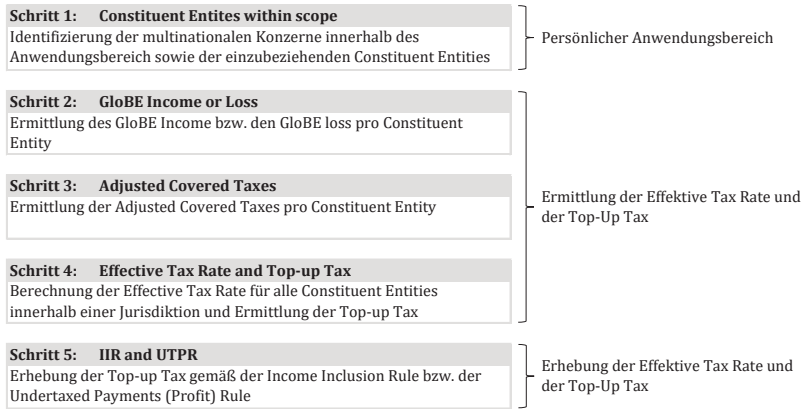 Schritt 1: Constituent Entites within scope
Identifizierung der multinationalen Konzerne innerhalb des
Anwendungsbereich sowie der einzubeziehenden Constituent Entities
Persönlicher Anwendungsbereich
Schritt 2: GloBE Income or Loss
Ermittlung des GloBE Income bzw. den GloBE loss pro Constituent
Entity
Schritt 3: Adjusted Covered Taxes
Ermittlung der Adjusted Covered Taxes pro Constituent Entity
Schritt 4: Effective Tax Rate and Top-up Tax
Berechnung der Effective Tax Rate für alle Constituent Entities
innerhalb einer Jurisdiktion und Ermittlung der Top-up Tax
Ermittlung der Effektive Tax Rate und
der Top-Up Tax
Schritt 5: IIR and UTPR
Erhebung der Top-up Tax gemäß der Income Inclusion Rule bzw. der
Undertaxed Payments (Profit) Rule
Erhebung der Effektive Tax Rate und
der Top-Up Tax